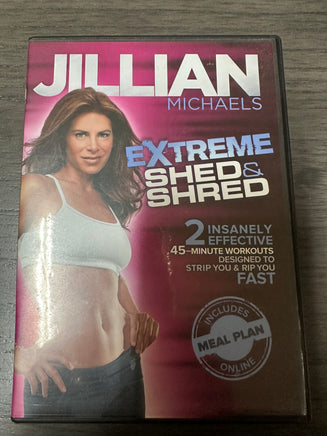 JILLIAN
MICHAELS
EXTREME
SHED &
SHRED
2 INSANELY
EFFECTIVE
45-MINUTE WORKOUTS
DESIGNED TO
STRIP YOU & RIP YOU
FAST
INCLUDES
MEAL PLAN
ONLINE